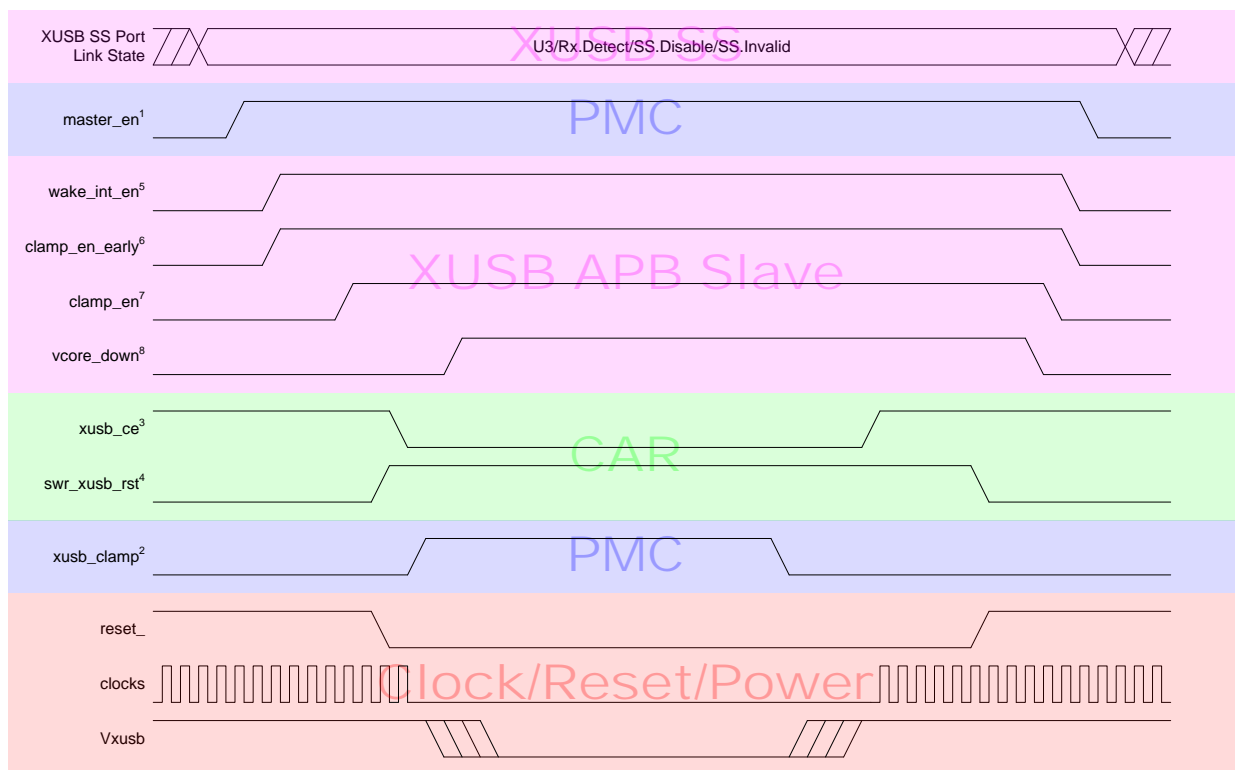 XUSB SS Port
Link State
XUSB SS
U3/Rx.Detect/SS.Disable/SS.Invalid
master_en¹
PMC
wake_int_en⁵
clamp_en_early⁶
XUSB APB Slave
clamp_en⁷
vcore_down⁸
xusb_ce³
CAR
swr_xusb_rst⁴
xusb_clamp²
PMC
reset_
clocks
Clock/Reset/Power
Vxusb